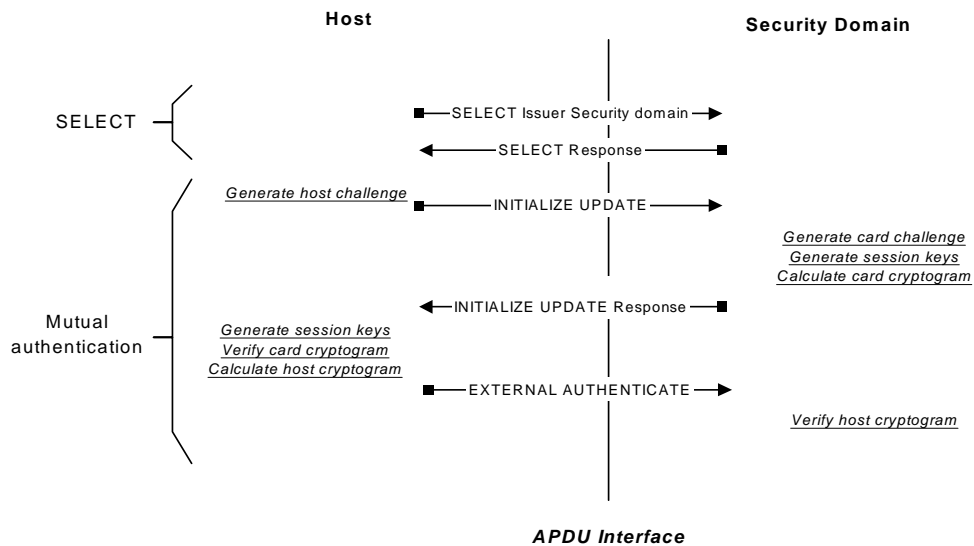 Host
Security Domain
SELECT
SELECT Issuer Security domain
SELECT Response
Generate host challenge
INITIALIZE UPDATE
Generate card challenge
Generate session keys
Calculate card cryptogram
INITIALIZE UPDATE Response
Mutual
authentication
Generate session keys
Verify card cryptogram
Calculate host cryptogram
EXTERNAL AUTHENTICATE
Verify host cryptogram
APDU Interface